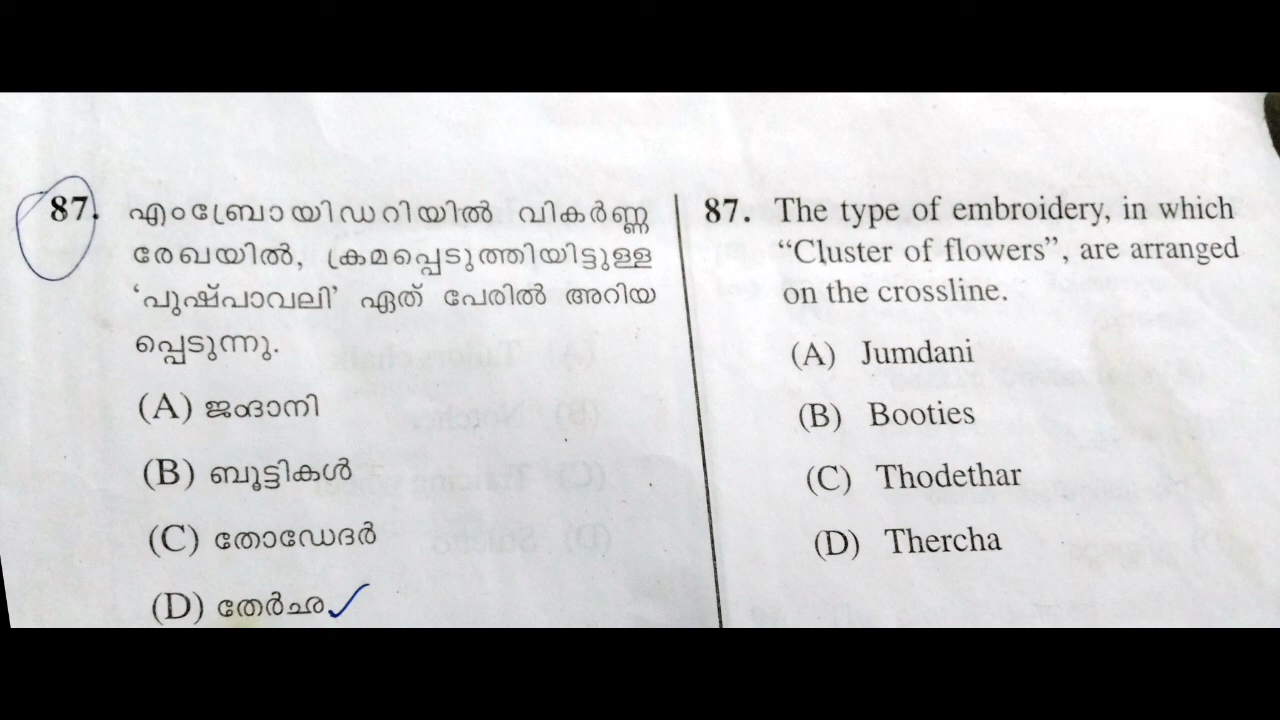 87. എംബ്രോയിഡറിയിൽ വികർണ്ണ
രേഖയിൽ, ക്രമപ്പെടുത്തിയിട്ടുള്ള
‘പുഷ്പാവലി’ ഏത് പേരിൽ അറിയ
പ്പെടുന്നു.
(A) ജംദാനി
(B) ബൂട്ടികൾ
(C) തോഡേദർ
(D) തേർഛ
87. The type of embroidery, in which
“Cluster of flowers”, are arranged
on the crossline.
(A) Jumdani
(B) Booties
(C) Thodethar
(D) Thercha